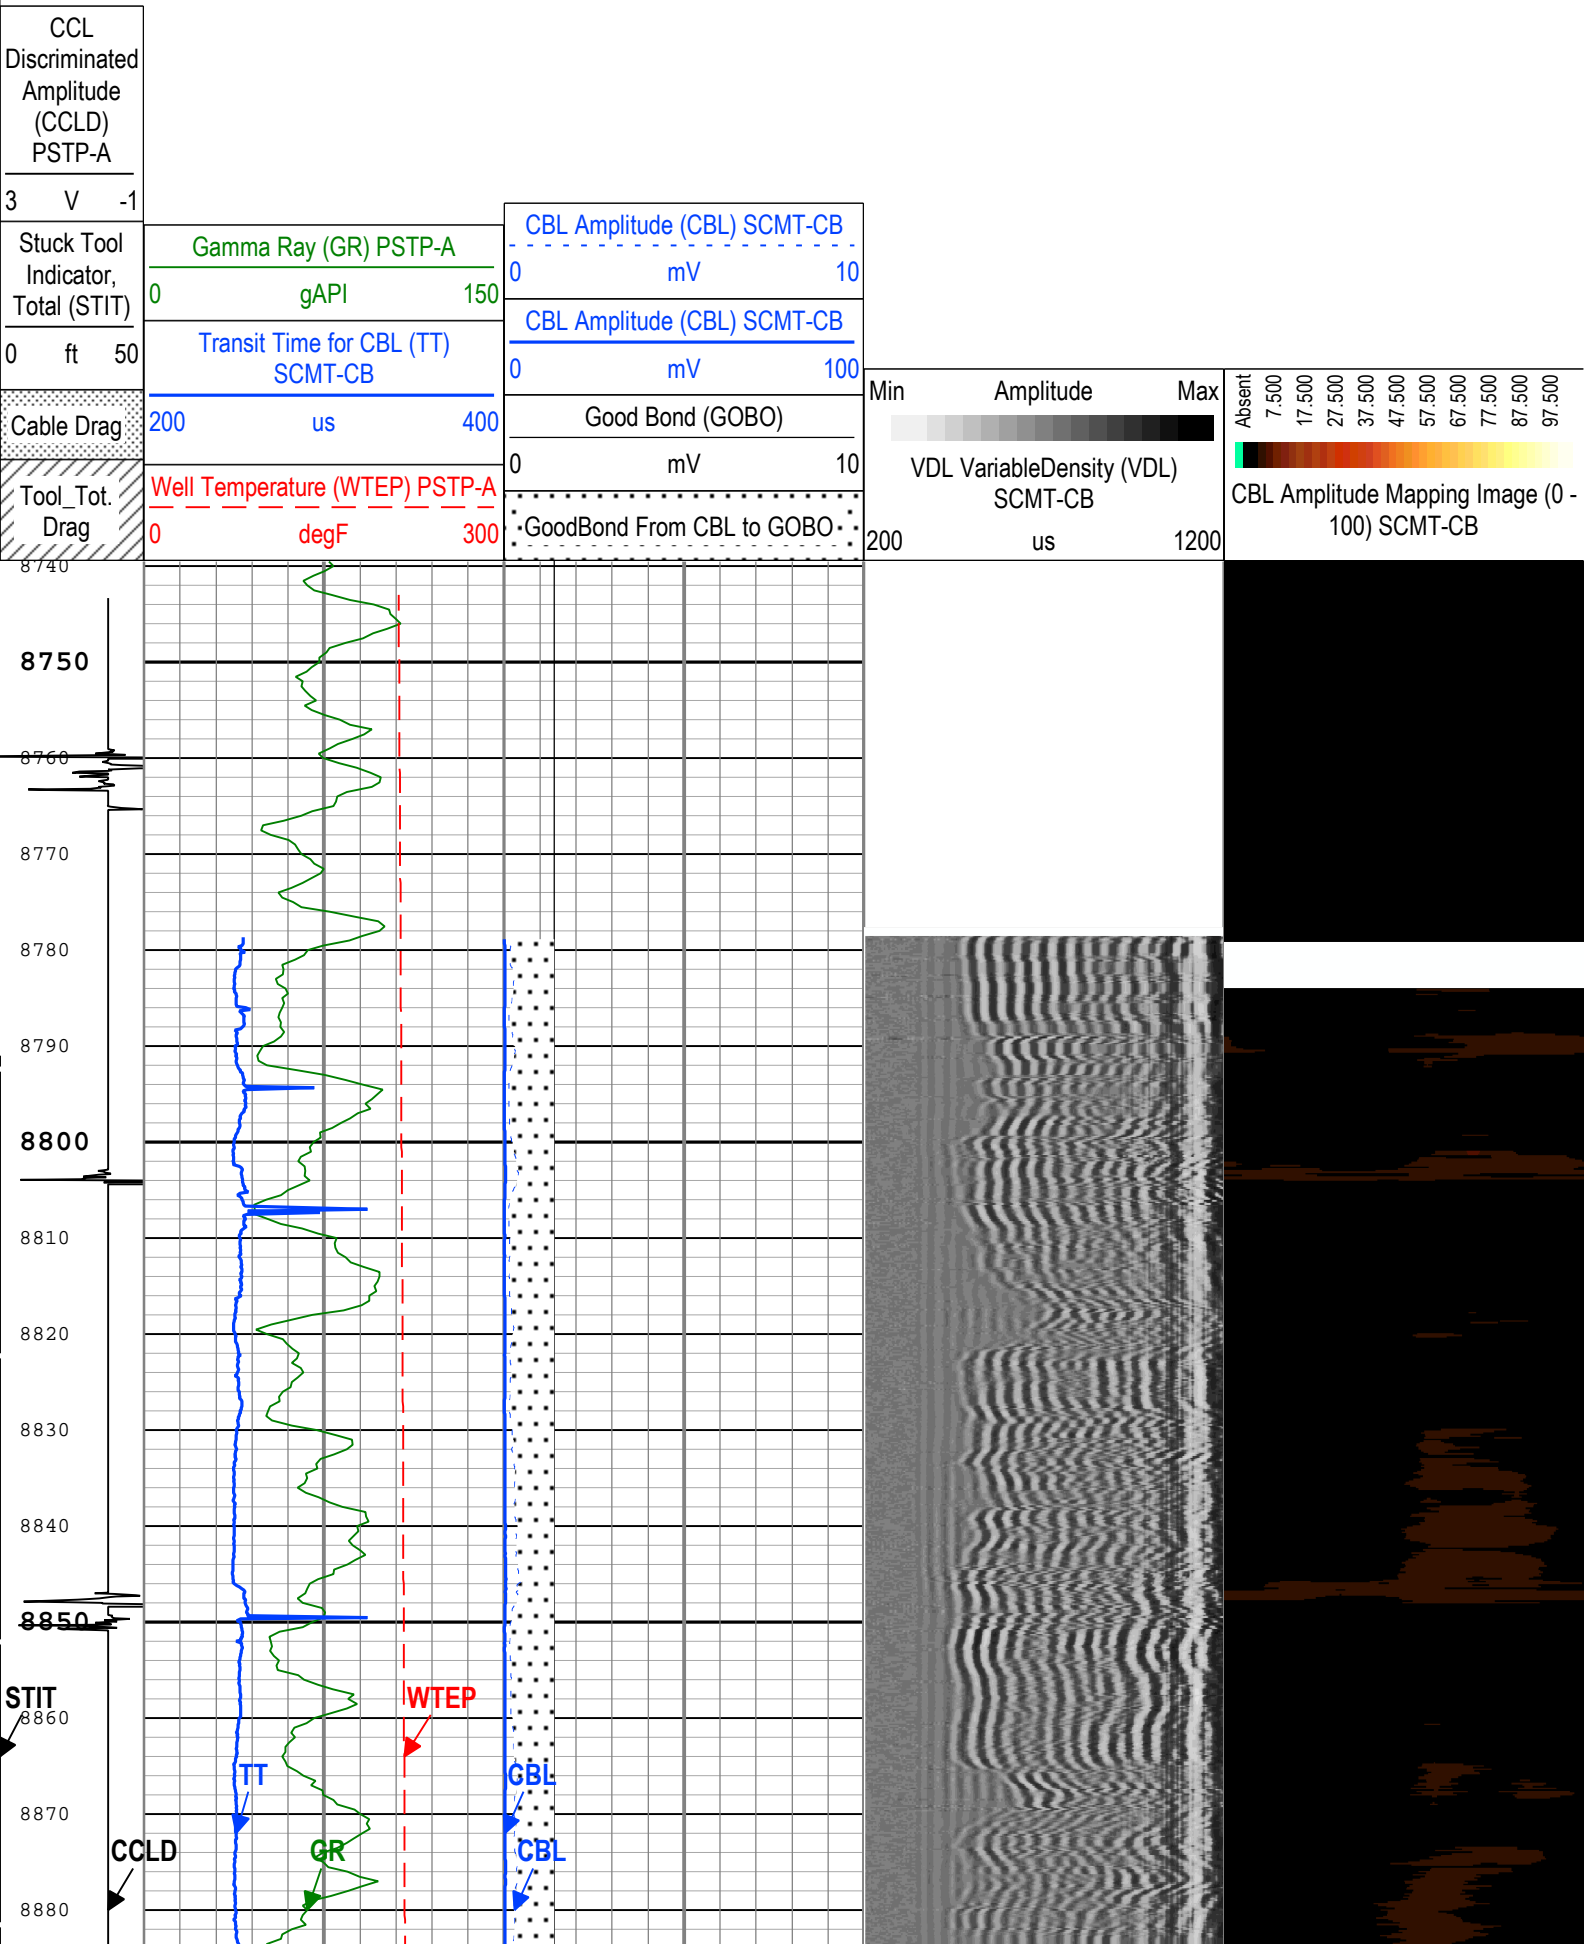 CCL
Discriminated
Amplitude
(CCLD)
PSTP-A
3 V -1
Stuck Tool
Indicator,
Total (STIT)
0 ft 50
Cable Drag
Tool_Tot.
Drag
Gamma Ray (GR) PSTP-A
0 gAPI 150
Transit Time for CBL (TT)
SCMT-CB
200 us 400
Well Temperature (WTEP) PSTP-A
0 degF 300
CBL Amplitude (CBL) SCMT-CB
0 mV 10
CBL Amplitude (CBL) SCMT-CB
0 mV 100
Good Bond (GOBO)
0 mV 10
GoodBond From CBL to GOBO
Min Amplitude Max
VDL VariableDensity (VDL)
SCMT-CB
200 us 1200
Absent
7.500
17.500
27.500
37.500
47.500
57.500
67.500
77.500
87.500
97.500
CBL Amplitude Mapping Image (0 -
100) SCMT-CB
8740
8750
8760
8770
8780
8790
8800
8810
8820
8830
8840
8850
STIT
WTEP
8860
TT
CBL
8870
CCLD
GR
CBL
8880